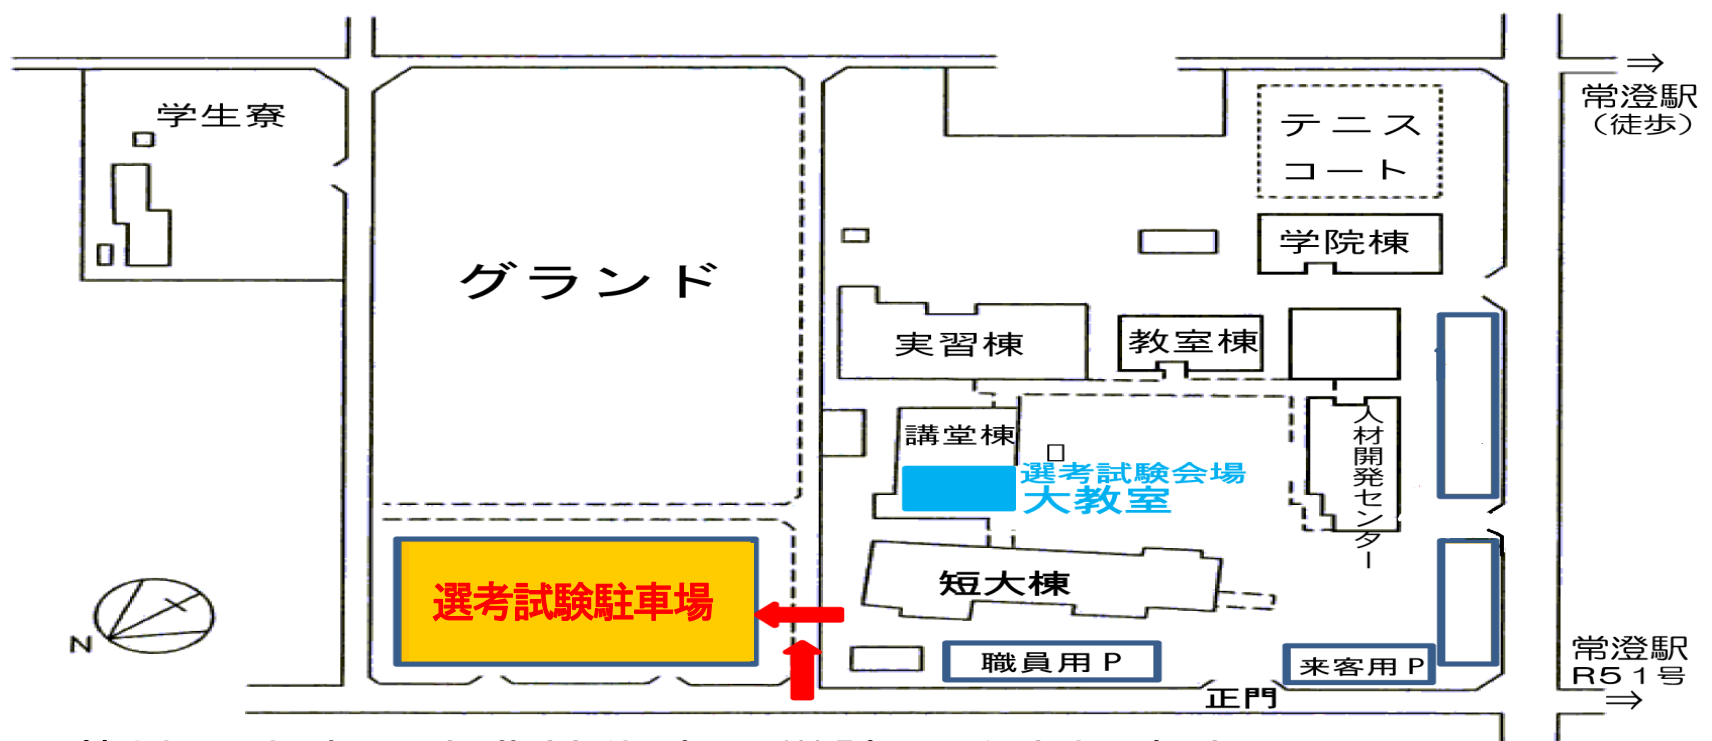 ⇒
常澄駅
（徒歩）
学生寮
テニス
コート
学院棟
グランド
実習棟
教室棟
人材開発センター
講堂棟
選考試験会場
大教室
短大棟
選考試験駐車場
N
職員用P
来客用P
正門
常澄駅
R51号
⇒